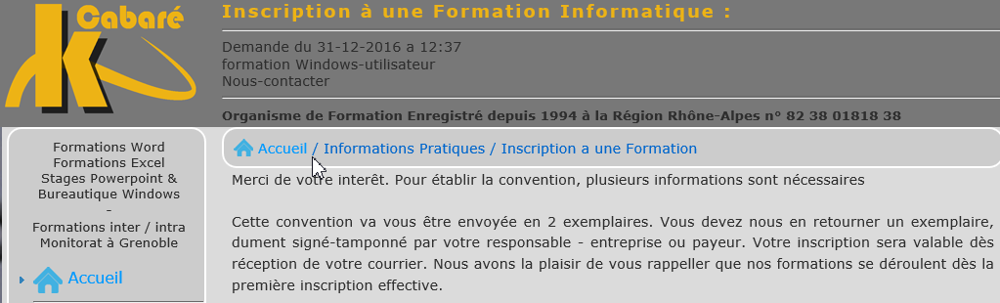 Cabaré
k
Inscription à une Formation Informatique :
Demande du 31-12-2016 a 12:37
formation Windows-utilisateur
Nous-contacter
Organisme de Formation Enregistré depuis 1994 à la Région Rhône-Alpes n° 82 38 01818 38
Formations Word
Formations Excel
Stages Powerpoint &
Bureautique Windows
-
Formations inter / intra
Monitorat à Grenoble
Accueil
Accueil / Informations Pratiques / Inscription a une Formation
Merci de votre interêt. Pour établir la convention, plusieurs informations sont nécessaires
Cette convention va vous être envoyée en 2 exemplaires. Vous devez nous en retourner un exemplaire,
dument signé-tamponné par votre responsable - entreprise ou payeur. Votre inscription sera valable dès
réception de votre courrier. Nous avons la plaisir de vous rappeller que nos formations se déroulent dès la
première inscription effective.